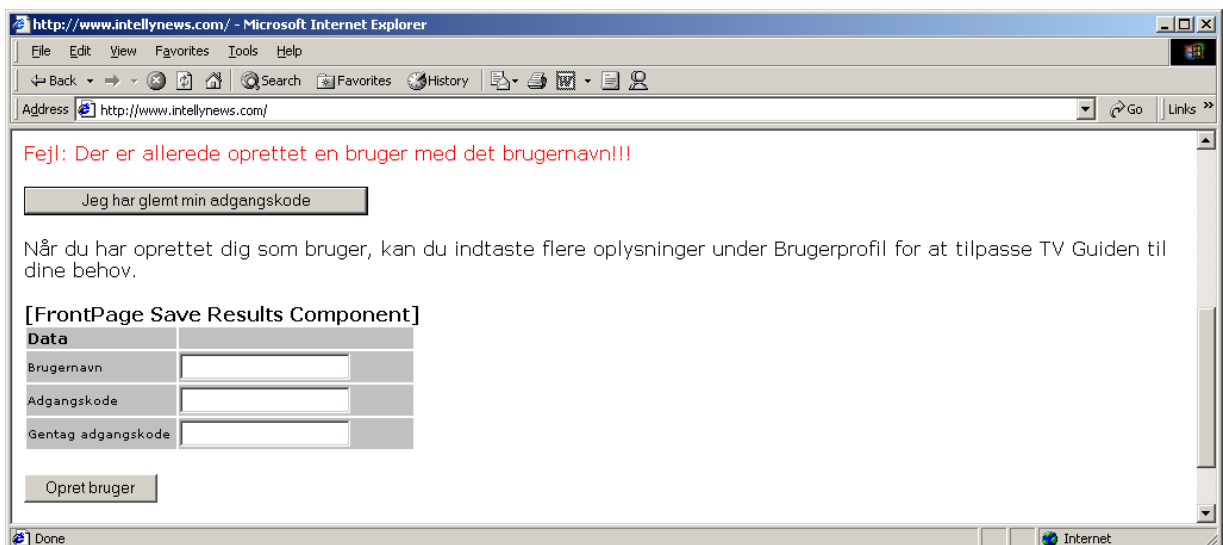 http://www.intellynews.com/ - Microsoft Internet Explorer
File Edit View Favorites Tools Help
Back Search Favorites History
Address http://www.intellynews.com/ Go Links »
Fejl: Der er allerede oprettet en bruger med det brugernavn!!!
Jeg har glemt min adgangskode
Når du har oprettet dig som bruger, kan du indtaste flere oplysninger under Brugerprofil for at tilpasse TV Guiden til
dine behov.
[FrontPage Save Results Component]
Data
Brugernavn
Adgangskode
Gentag adgangskode
Opret bruger
Done Internet